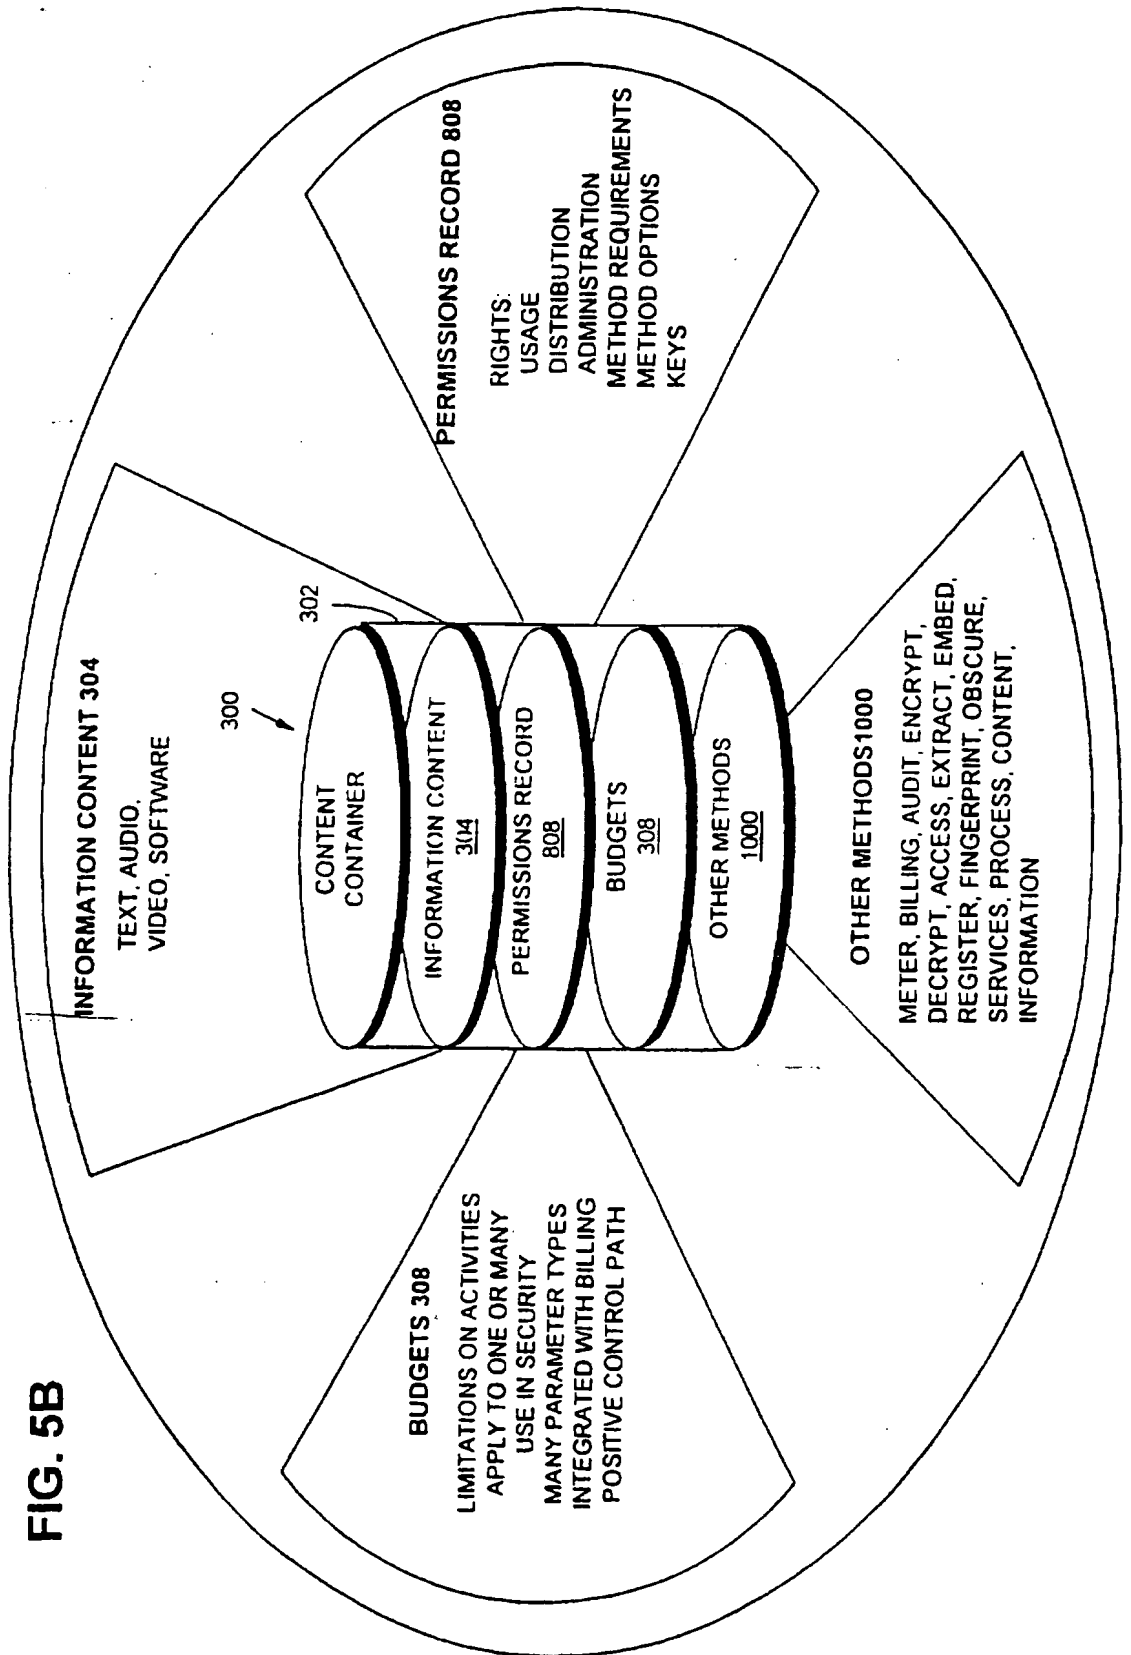 FIG. 5B
INFORMATION CONTENT 304
TEXT, AUDIO,
VIDEO, SOFTWARE
BUDGETS 308
LIMITATIONS ON ACTIVITIES
APPLY TO ONE OR MANY
USE IN SECURITY
MANY PARAMETER TYPES
INTEGRATED WITH BILLING
POSITIVE CONTROL PATH
300
302
CONTENT
CONTAINER
INFORMATION CONTENT
304
PERMISSIONS RECORD
808
BUDGETS
308
OTHER METHODS
1000
PERMISSIONS RECORD 808
RIGHTS:
USAGE
DISTRIBUTION
ADMINISTRATION
METHOD REQUIREMENTS
METHOD OPTIONS
KEYS
OTHER METHODS1000
METER, BILLING, AUDIT, ENCRYPT,
DECRYPT, ACCESS, EXTRACT, EMBED,
REGISTER, FINGERPRINT, OBSCURE,
SERVICES, PROCESS, CONTENT,
INFORMATION